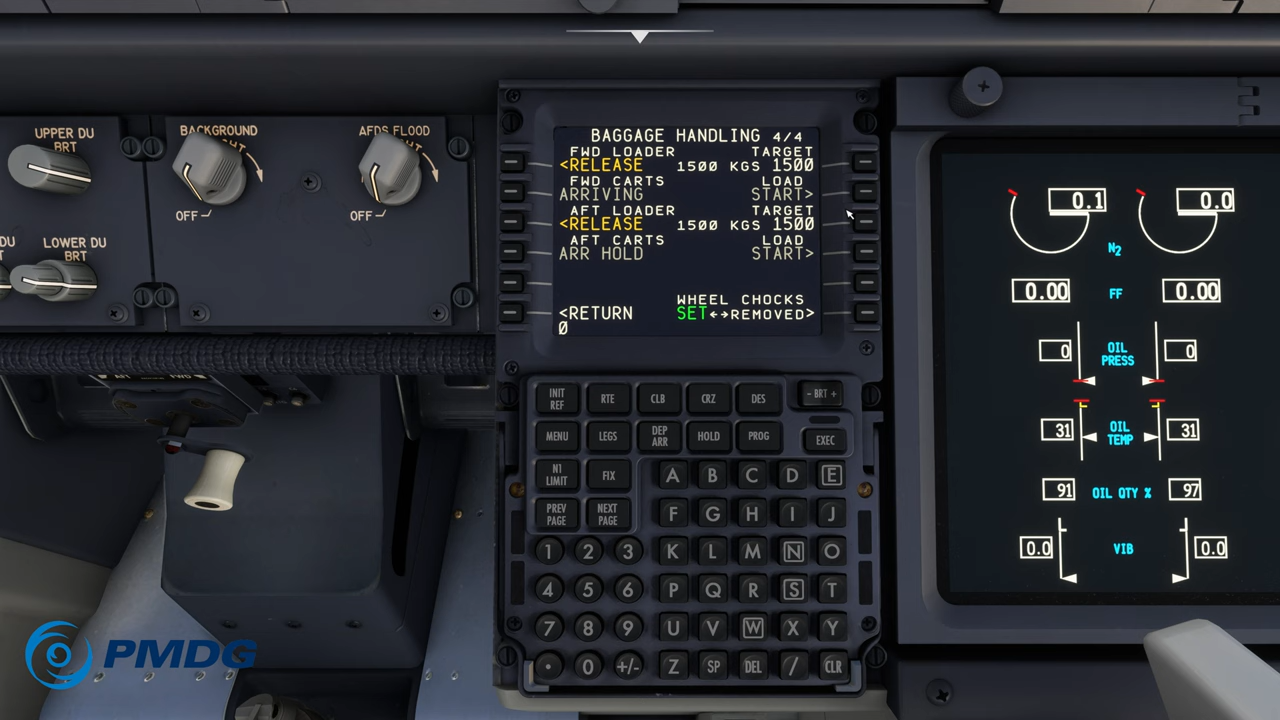 UPPER DU
BRT
BACKGROUND
GHT
OFF
AFDS FLOOD
GHT
OFF
DU
T
LOWER DU
BRT
BAGGAGE HANDLING 4/4
FWD LOADER TARGET
<RELEASE 1500 KGS 1500
FWD CARTS LOAD
ARRIVING START>
AFT LOADER TARGET
<RELEASE 1500 KGS 1500
AFT CARTS LOAD
ARR HOLD START>
WHEEL CHOCKS
<RETURN SET←→REMOVED>
0
INIT REF
RTE
CLB
CRZ
DES
- BRT +
MENU
LEGS
DEP ARR
HOLD
PROG
EXEC
N1 LIMIT
FIX
A B C D E
PREV PAGE
NEXT PAGE
F G H I J
1 2 3 K L M N O
4 5 6 P Q R S T
7 8 9 U V W X Y
. 0 +/- Z SP DEL / CLR
0.1 0.0
N2
0.00 FF 0.00
0 OIL PRESS 0
31 OIL TEMP 31
91 OIL QTY % 97
0.0 VIB 0.0
PMDG